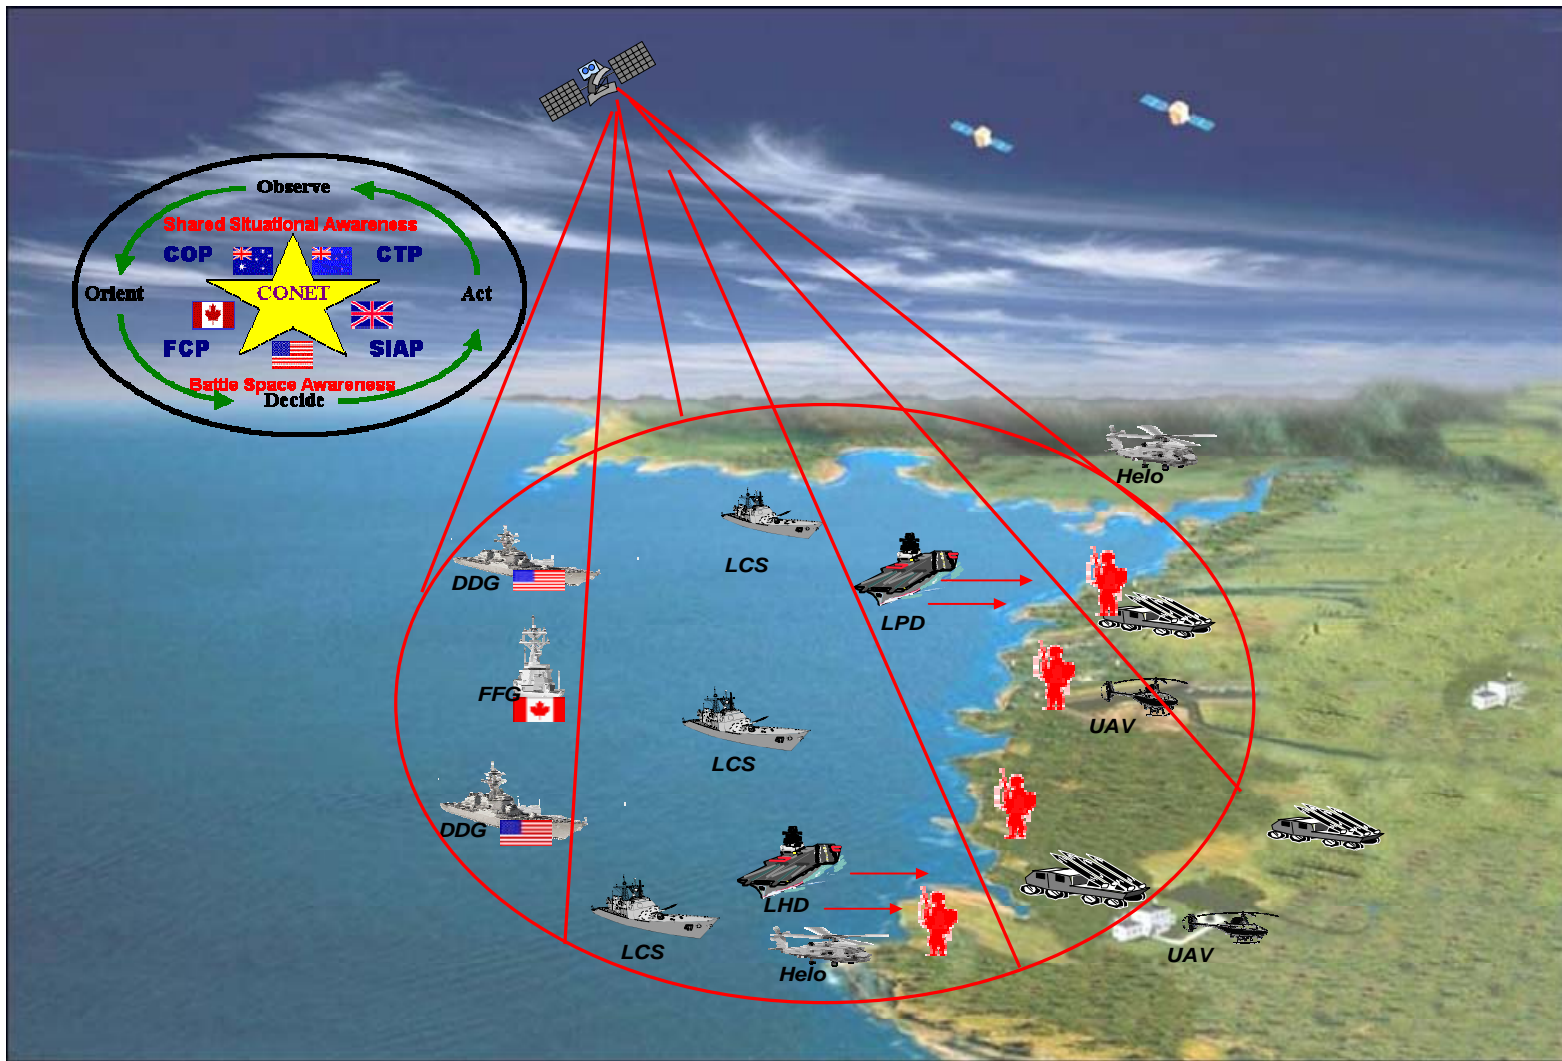 Observe
Shared Situational Awareness
COP CTP
Orient CONET Act
FCP SIAP
Battle Space Awareness
Decide
Helo
LCS
DDG
LPD
FFG
UAV
LCS
DDG
LHD
LCS
UAV
Helo